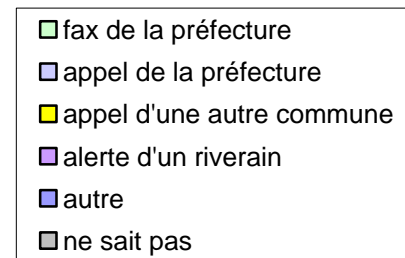 fax de la préfecture
appel de la préfecture
appel d'une autre commune
alerte d'un riverain
autre
ne sait pas